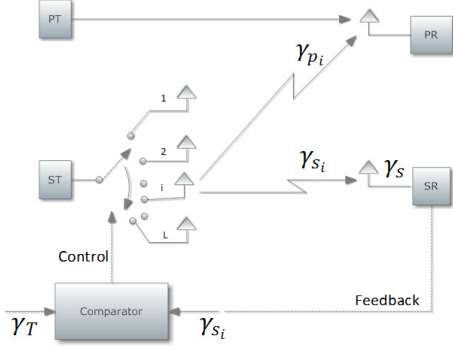 PT
PR
γ_{p_i}
1
2
ST
i
γ_{s_i}
γ_s
SR
L
Control
Feedback
γ_T
Comparator
γ_{s_i}